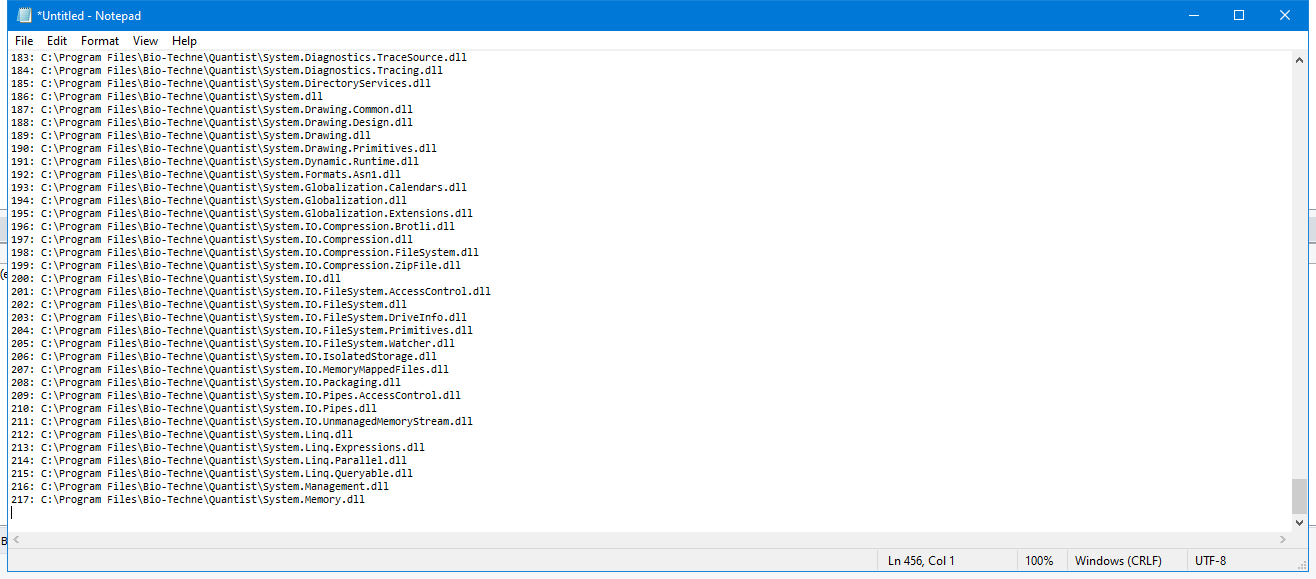 *Untitled - Notepad
File Edit Format View Help
183: C:\Program Files\Bio-Techne\Quantist\System.Diagnostics.TraceSource.dll
184: C:\Program Files\Bio-Techne\Quantist\System.Diagnostics.Tracing.dll
185: C:\Program Files\Bio-Techne\Quantist\System.DirectoryServices.dll
186: C:\Program Files\Bio-Techne\Quantist\System.dll
187: C:\Program Files\Bio-Techne\Quantist\System.Drawing.Common.dll
188: C:\Program Files\Bio-Techne\Quantist\System.Drawing.Design.dll
189: C:\Program Files\Bio-Techne\Quantist\System.Drawing.dll
190: C:\Program Files\Bio-Techne\Quantist\System.Drawing.Primitives.dll
191: C:\Program Files\Bio-Techne\Quantist\System.Dynamic.Runtime.dll
192: C:\Program Files\Bio-Techne\Quantist\System.Formats.Asn1.dll
193: C:\Program Files\Bio-Techne\Quantist\System.Globalization.Calendars.dll
194: C:\Program Files\Bio-Techne\Quantist\System.Globalization.dll
195: C:\Program Files\Bio-Techne\Quantist\System.Globalization.Extensions.dll
196: C:\Program Files\Bio-Techne\Quantist\System.IO.Compression.Brotli.dll
197: C:\Program Files\Bio-Techne\Quantist\System.IO.Compression.dll
198: C:\Program Files\Bio-Techne\Quantist\System.IO.Compression.FileSystem.dll
199: C:\Program Files\Bio-Techne\Quantist\System.IO.Compression.ZipFile.dll
200: C:\Program Files\Bio-Techne\Quantist\System.IO.dll
201: C:\Program Files\Bio-Techne\Quantist\System.IO.FileSystem.AccessControl.dll
202: C:\Program Files\Bio-Techne\Quantist\System.IO.FileSystem.dll
203: C:\Program Files\Bio-Techne\Quantist\System.IO.FileSystem.DriveInfo.dll
204: C:\Program Files\Bio-Techne\Quantist\System.IO.FileSystem.Primitives.dll
205: C:\Program Files\Bio-Techne\Quantist\System.IO.FileSystem.Watcher.dll
206: C:\Program Files\Bio-Techne\Quantist\System.IO.IsolatedStorage.dll
207: C:\Program Files\Bio-Techne\Quantist\System.IO.MemoryMappedFiles.dll
208: C:\Program Files\Bio-Techne\Quantist\System.IO.Packaging.dll
209: C:\Program Files\Bio-Techne\Quantist\System.IO.Pipes.AccessControl.dll
210: C:\Program Files\Bio-Techne\Quantist\System.IO.Pipes.dll
211: C:\Program Files\Bio-Techne\Quantist\System.IO.UnmanagedMemoryStream.dll
212: C:\Program Files\Bio-Techne\Quantist\System.Linq.dll
213: C:\Program Files\Bio-Techne\Quantist\System.Linq.Expressions.dll
214: C:\Program Files\Bio-Techne\Quantist\System.Linq.Parallel.dll
215: C:\Program Files\Bio-Techne\Quantist\System.Linq.Queryable.dll
216: C:\Program Files\Bio-Techne\Quantist\System.Management.dll
217: C:\Program Files\Bio-Techne\Quantist\System.Memory.dll
Ln 456, Col 1 100% Windows (CRLF) UTF-8